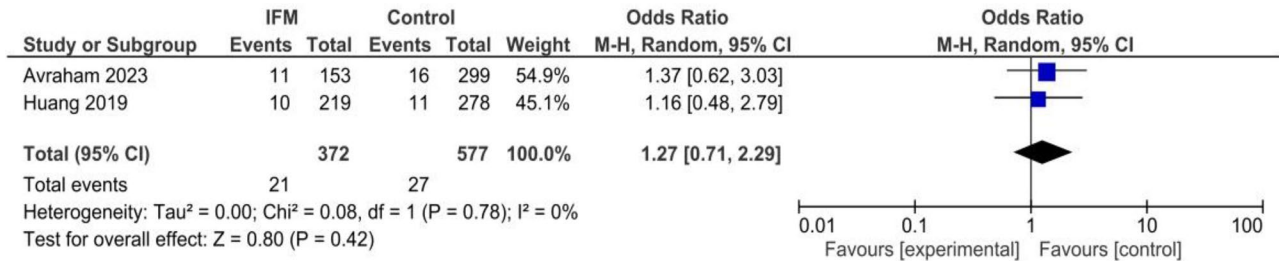 IFM Control Odds Ratio Odds Ratio
Study or Subgroup Events Total Events Total Weight M-H, Random, 95% CI M-H, Random, 95% CI
Avraham 2023 11 153 16 299 54.9% 1.37 [0.62, 3.03]
Huang 2019 10 219 11 278 45.1% 1.16 [0.48, 2.79]
Total (95% CI) 372 577 100.0% 1.27 [0.71, 2.29]
Total events 21 27
Heterogeneity: Tau² = 0.00; Chi² = 0.08, df = 1 (P = 0.78); I² = 0%
Test for overall effect: Z = 0.80 (P = 0.42)
0.01 0.1 1 10 100
Favours [experimental] Favours [control]